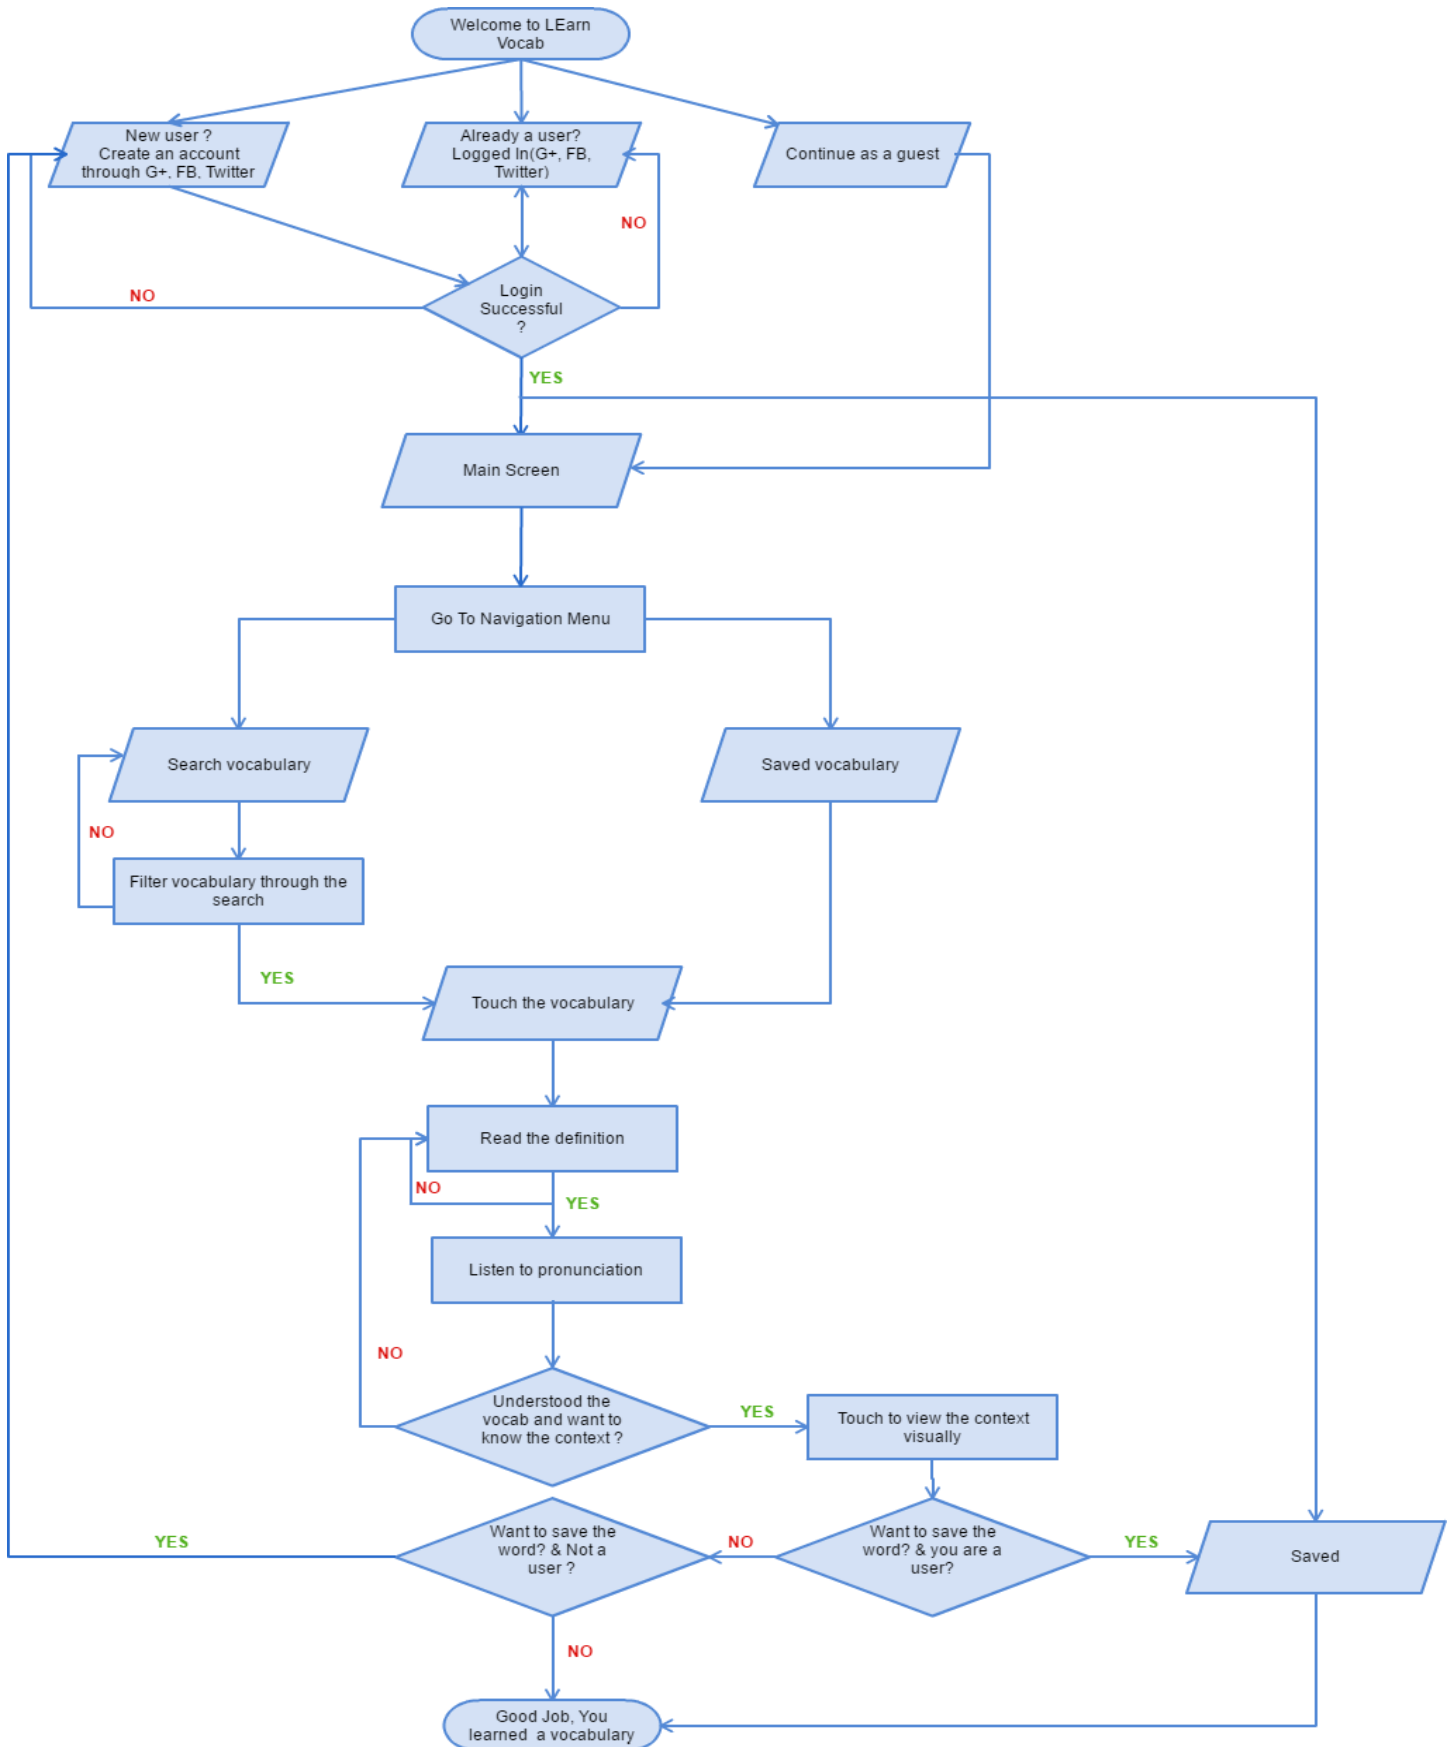 Welcome to LEarn
Vocab
New user ?
Create an account
through G+, FB, Twitter
Already a user?
Logged In(G+, FB,
Twitter)
Continue as a guest
NO
Login
Successful
?
NO
YES
Main Screen
Go To Navigation Menu
Search vocabulary
Saved vocabulary
NO
Filter vocabulary through the
search
YES
Touch the vocabulary
Read the definition
NO
YES
Listen to pronunciation
NO
Understood the
vocab and want to
know the context ?
YES
Touch to view the context
visually
YES
Want to save the
word? & Not a
user ?
NO
Want to save the
word? & you are a
user?
YES
Saved
NO
Good Job, You
learned a vocabulary